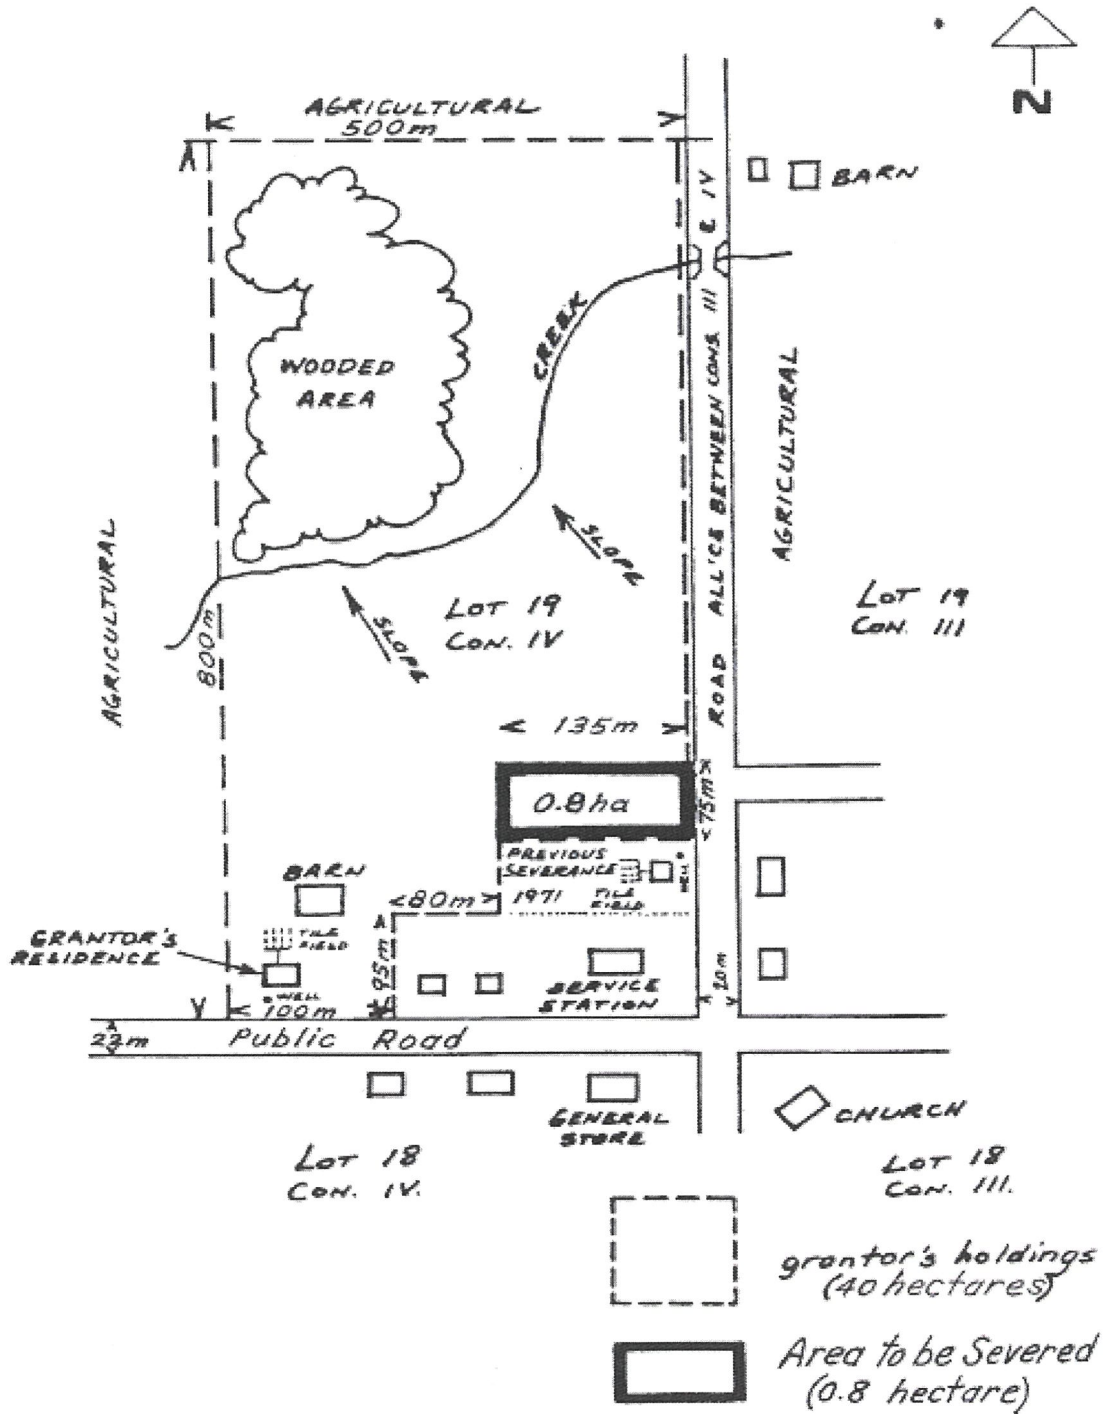 N
AGRICULTURAL
500m
BARN
ROAD ALL'CE BETWEEN CONS. III & IV
CREEK
WOODED
AREA
AGRICULTURAL
AGRICULTURAL
SLOPE
SLOPE
800m
LOT 19
CON. IV
LOT 19
CON. III
135m
0.8ha
75m
PREVIOUS
SEVERANCE
1971
TILE
FIELD
WELL
BARN
80m
GRANTOR'S
RESIDENCE
TILE
FIELD
WELL
95m
SERVICE
STATION
20m
100m
Public Road
GENERAL
STORE
CHURCH
LOT 18
CON. IV.
LOT 18
CON. III.
grantor's holdings
(40 hectares)
Area to be Severed
(0.8 hectare)